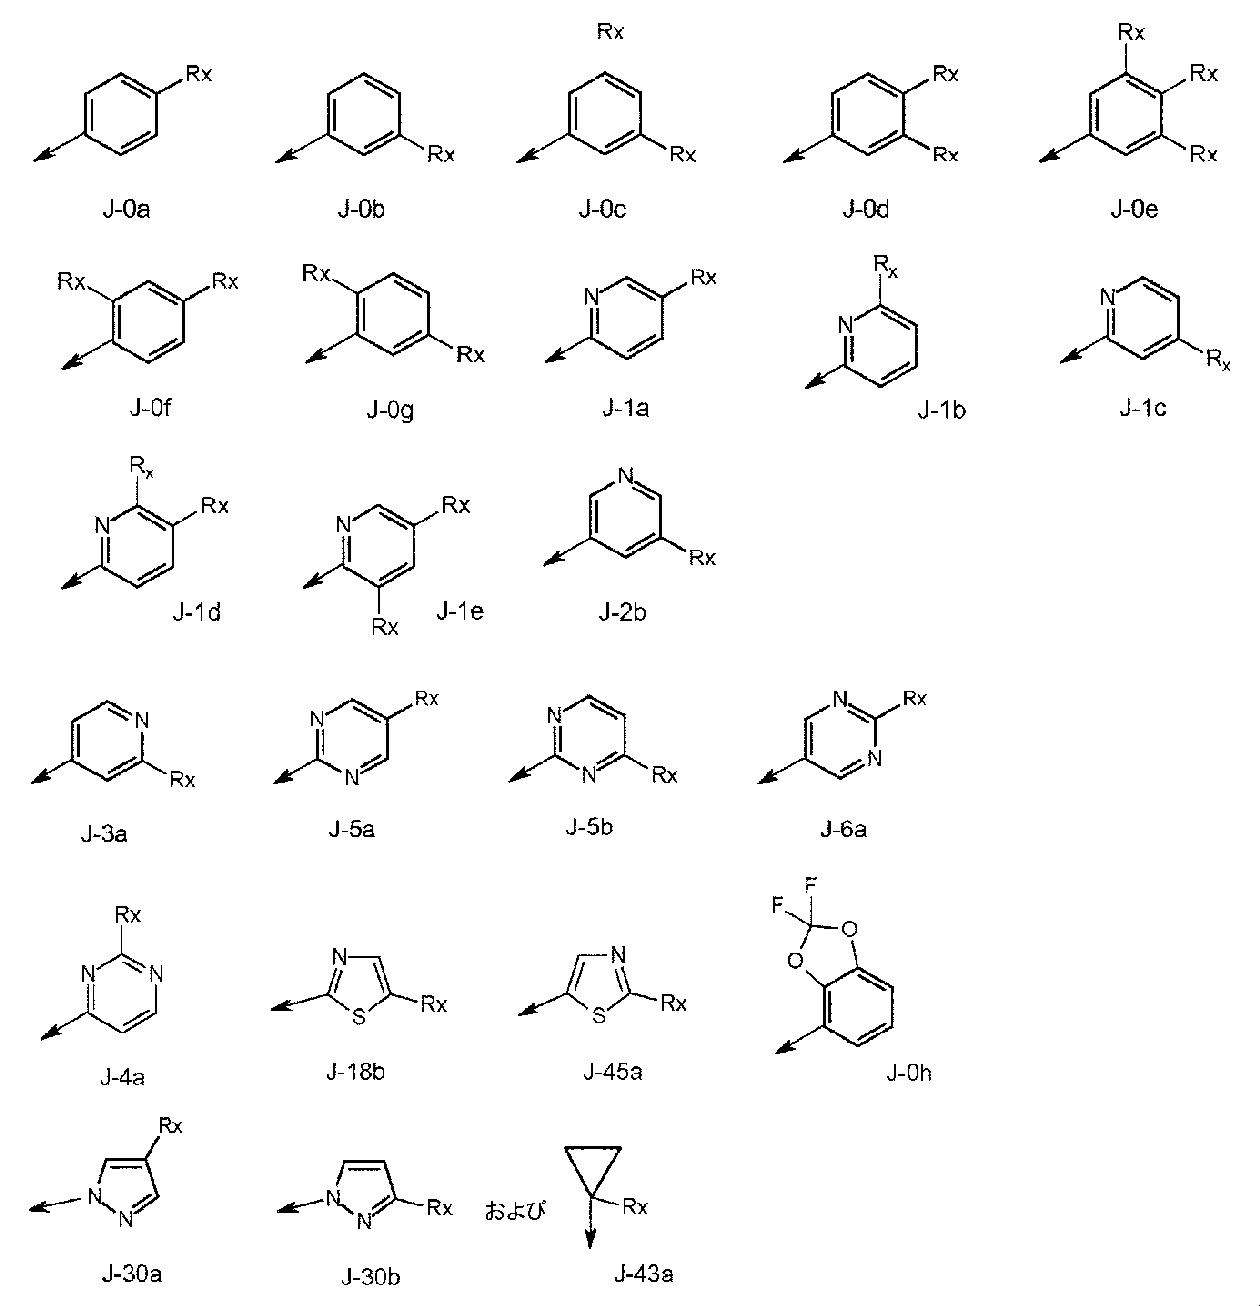 Rx Rx
Rx Rx Rx
Rx Rx Rx Rx
J-0a J-0b J-0c J-0d J-0e
Rx Rx Rx N Rx Rx N N
Rx Rx
J-0f J-0g J-1a J-1b J-1c
Rx N Rx N Rx N
Rx Rx
J-1d J-1e J-2b
N Rx N Rx N N Rx
Rx N N Rx N
J-3a J-5a J-5b J-6a
Rx F F
N N N N O O
S Rx S Rx
J-4a J-18b J-45a J-0h
Rx
N N N N Rx および Rx
J-30a J-30b J-43a